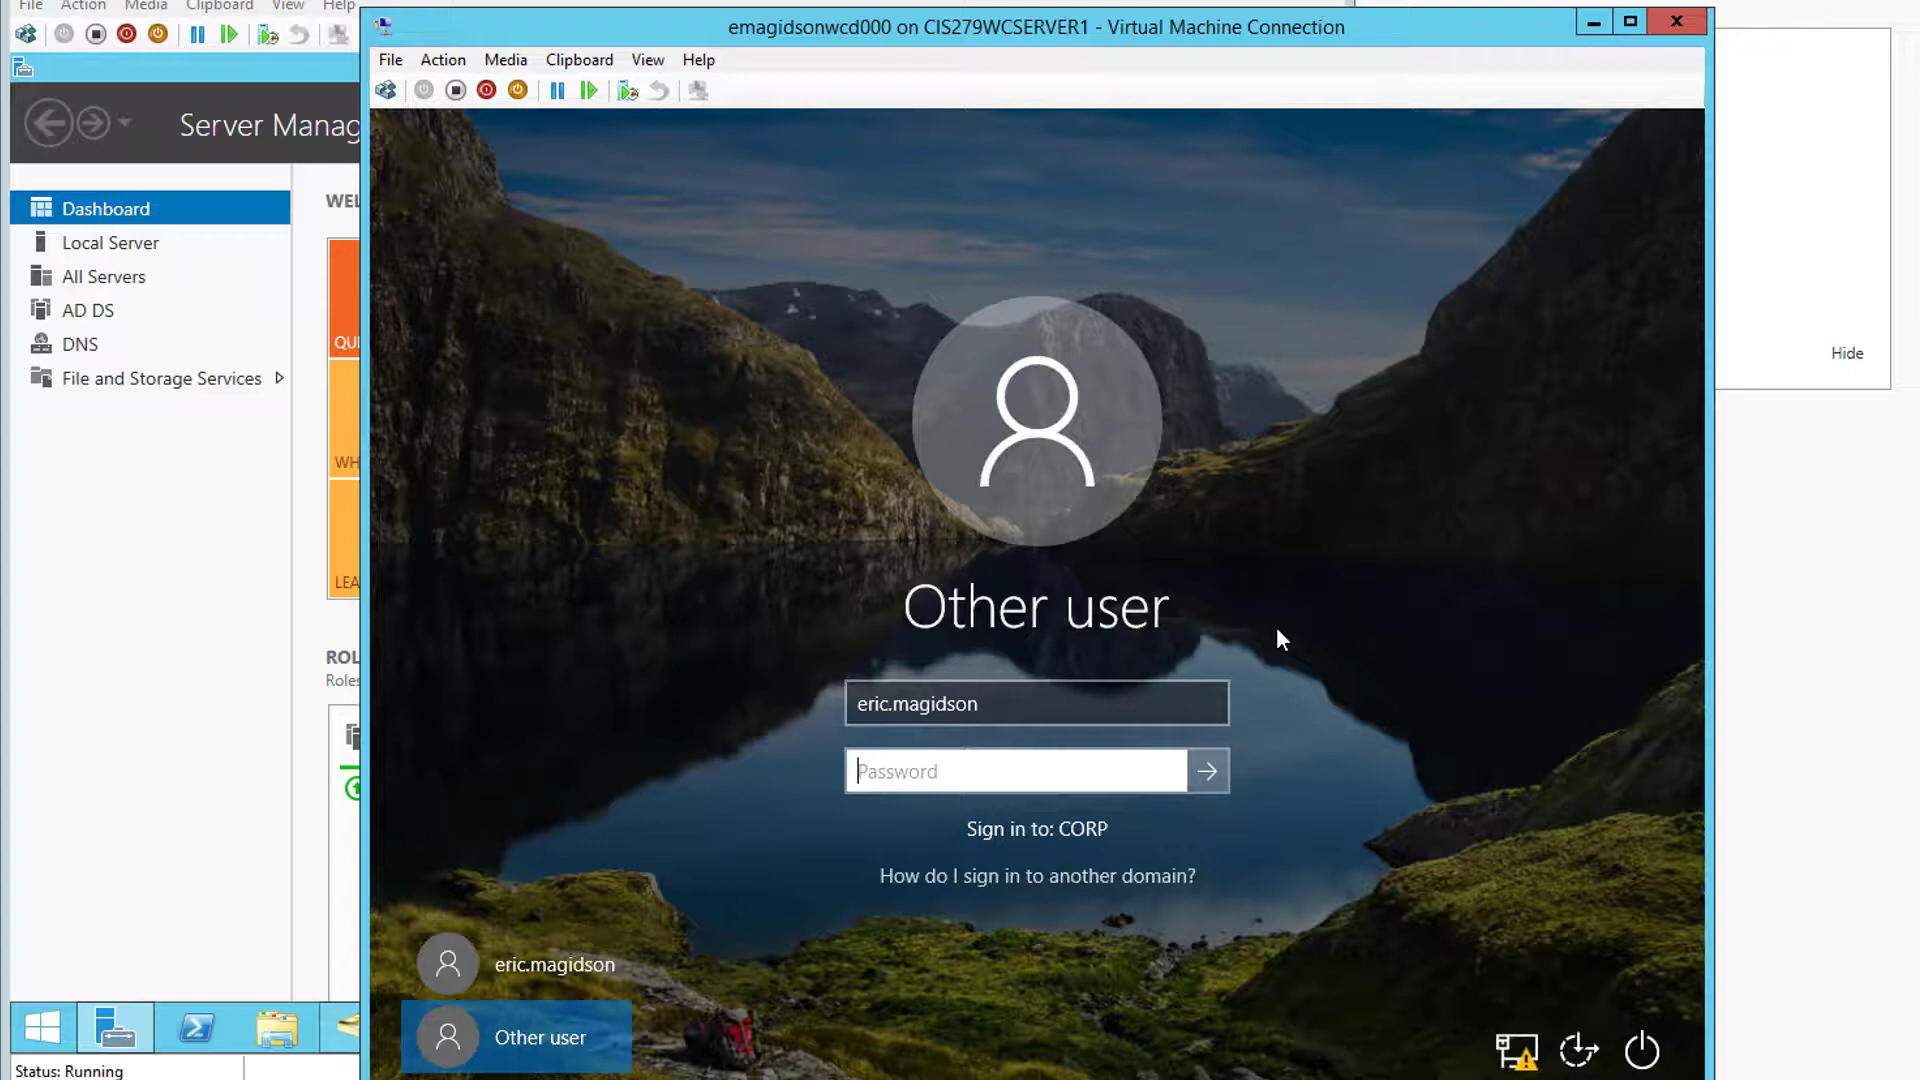 File Action Media Clipboard View Help
emagidsonwcd000 on CIS279WCSERVER1 - Virtual Machine Connection
File Action Media Clipboard View Help
Server Manag
Dashboard
Local Server
All Servers
AD DS
DNS
File and Storage Services
WEL
QUI
WH
LEA
ROL
Roles
Hide
Other user
eric.magidson
Password
Sign in to: CORP
How do I sign in to another domain?
eric.magidson
Other user
Status: Running